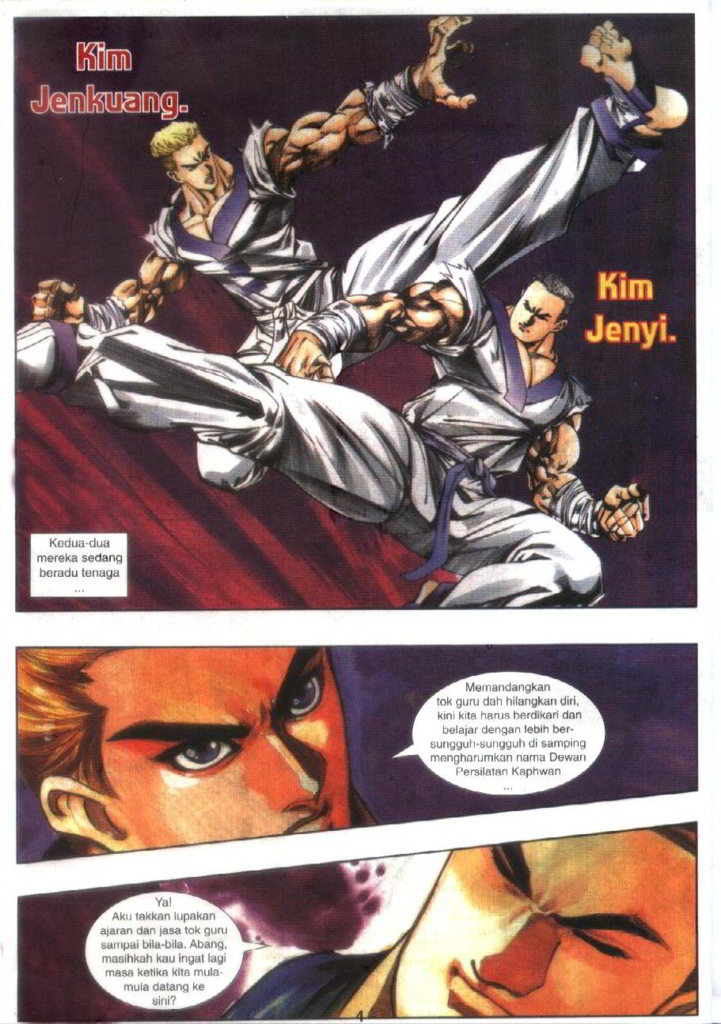 Kim
Jenkuang.
Kim
Jenyi.
Kedua-dua
mereka sedang
beradu tenaga
...
Memandangkan
tok guru dah hilangkan diri,
kini kita harus berdikari dan
belajar dengan lebih ber-
sungguh-sungguh di samping
mengharumkan nama Dewan
Persilatan Kaphwan
...
Ya!
Aku takkan lupakan
ajaran dan jasa tok guru
sampai bila-bila. Abang,
masihkah kau ingat lagi
masa ketika kita mula-
mula datang ke
sini?
4